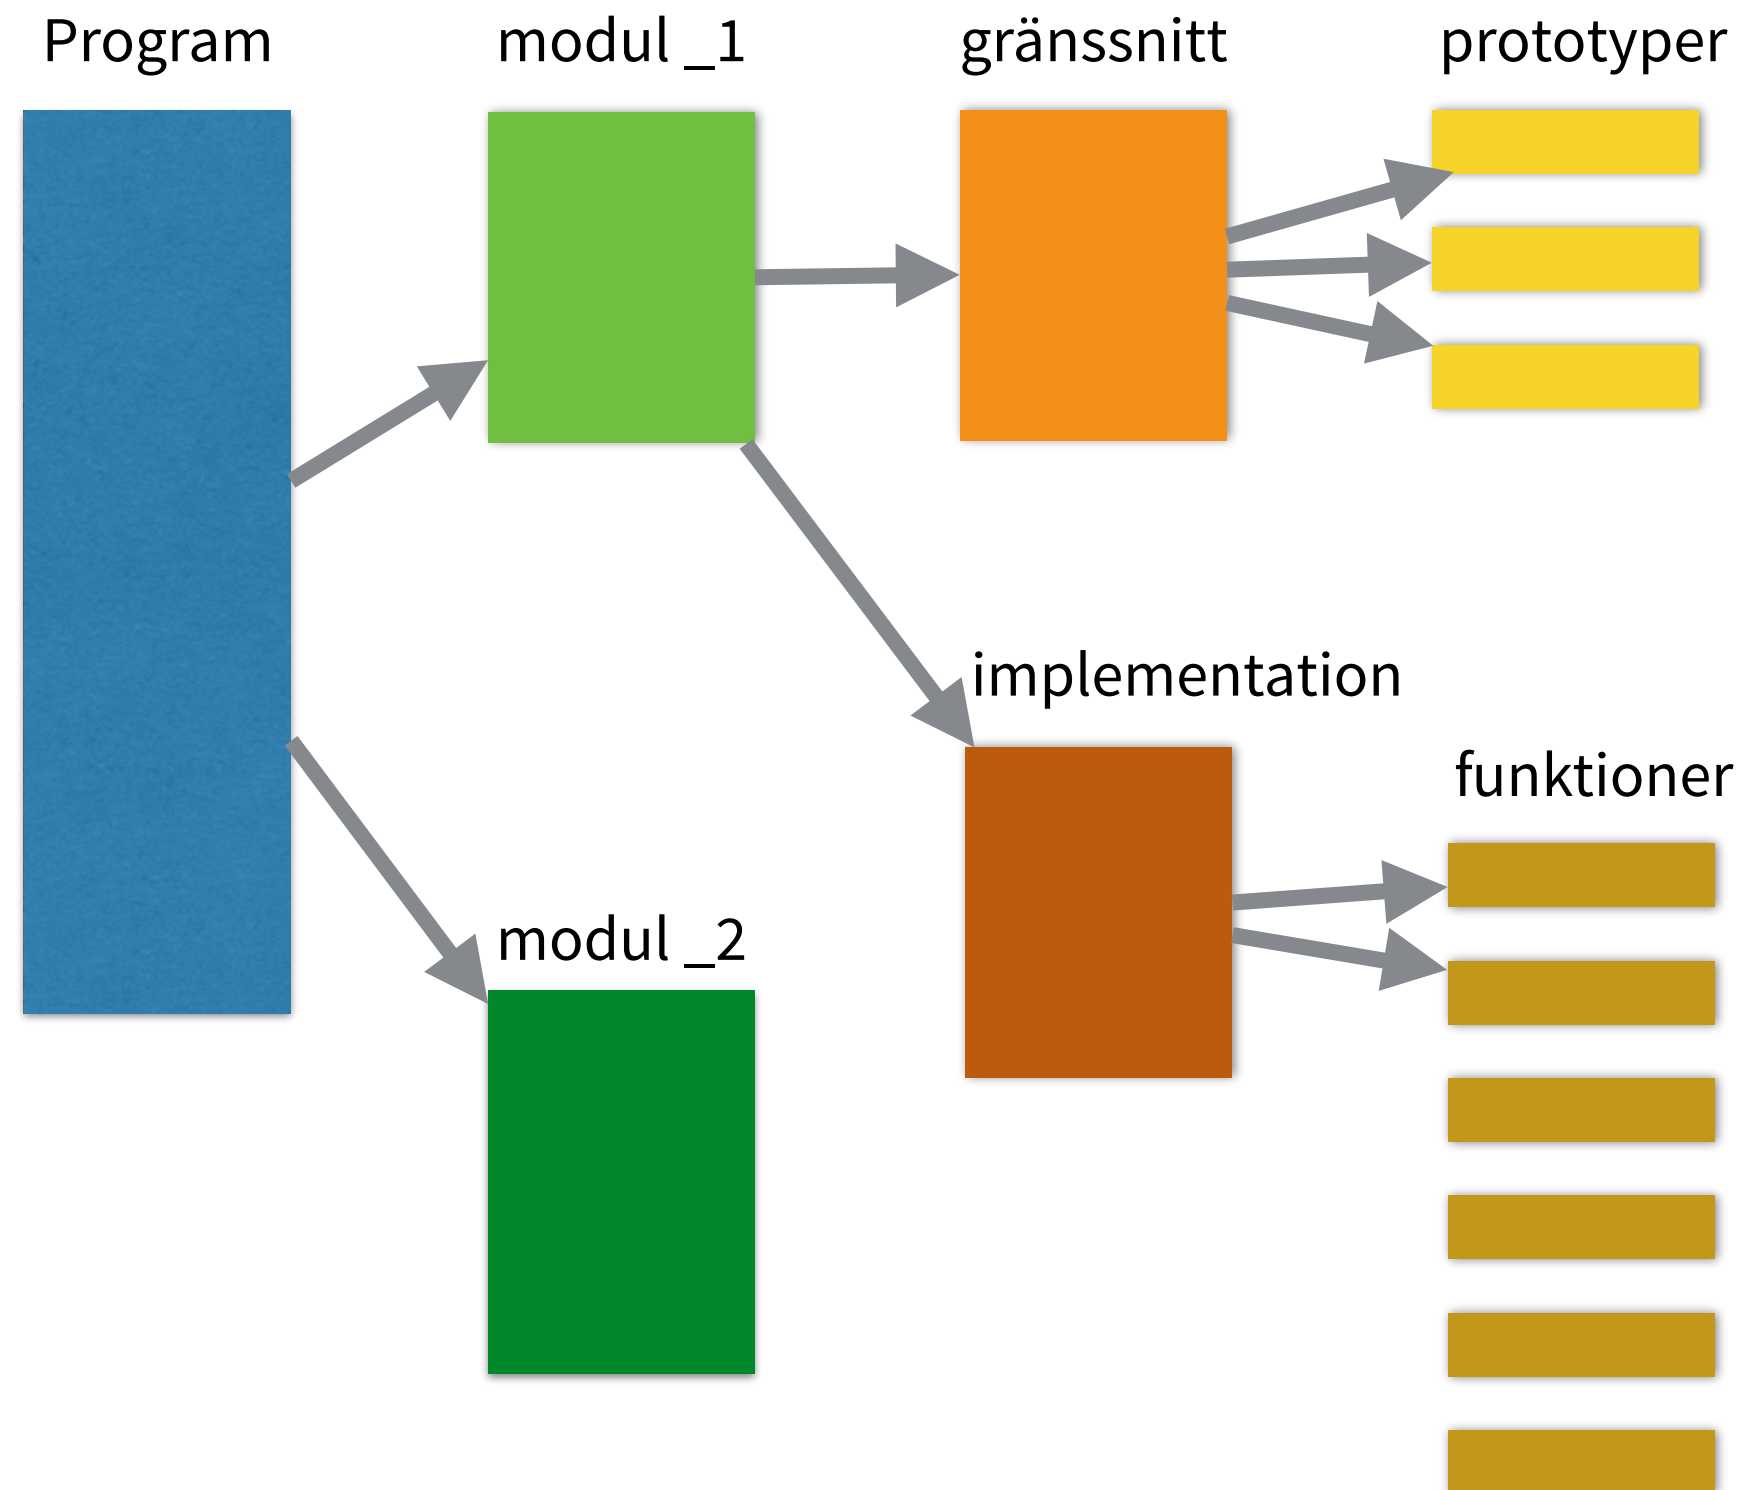 Program
modul _1
gränssnitt
prototyper
implementation
funktioner
modul _2